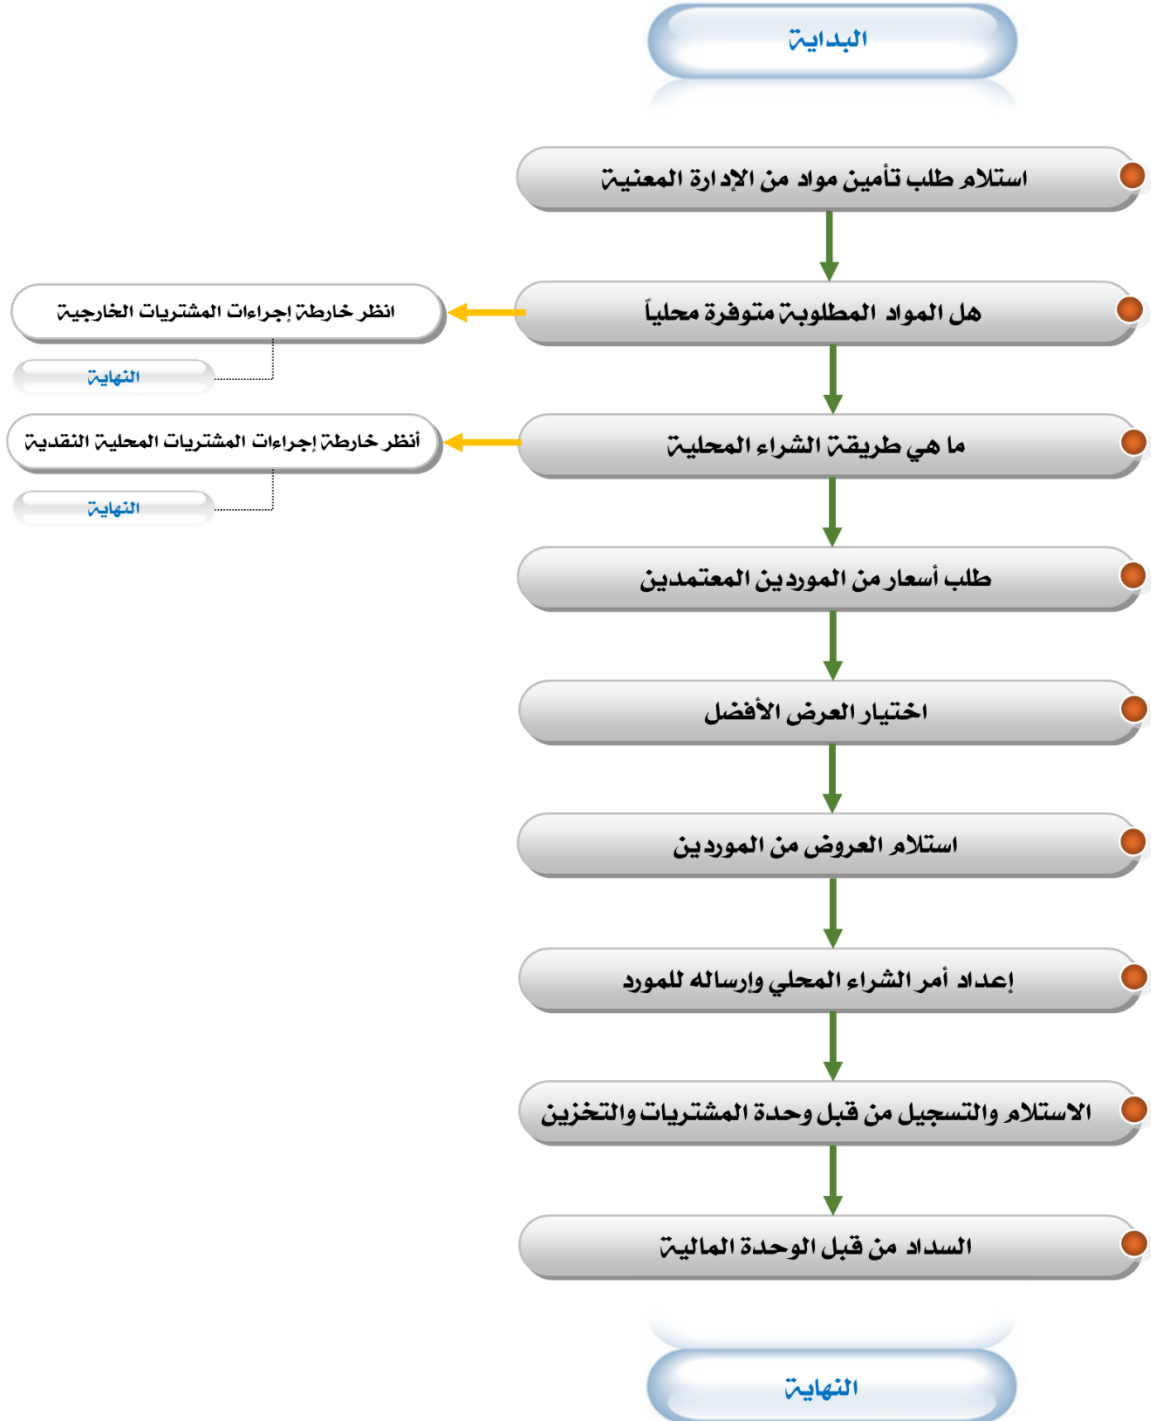 البداية
استلام طلب تأمين مواد من الإدارة المعنية
هل المواد المطلوبة متوفرة محلياً
انظر خارطة إجراءات المشتريات الخارجية
النهاية
ما هي طريقة الشراء المحلية
أنظر خارطة إجراءات المشتريات المحلية النقدية
النهاية
طلب أسعار من الموردين المعتمدين
اختيار العرض الأفضل
استلام العروض من الموردين
إعداد أمر الشراء المحلي وإرساله للمورد
الاستلام والتسجيل من قبل وحدة المشتريات والتخزين
السداد من قبل الوحدة المالية
النهاية